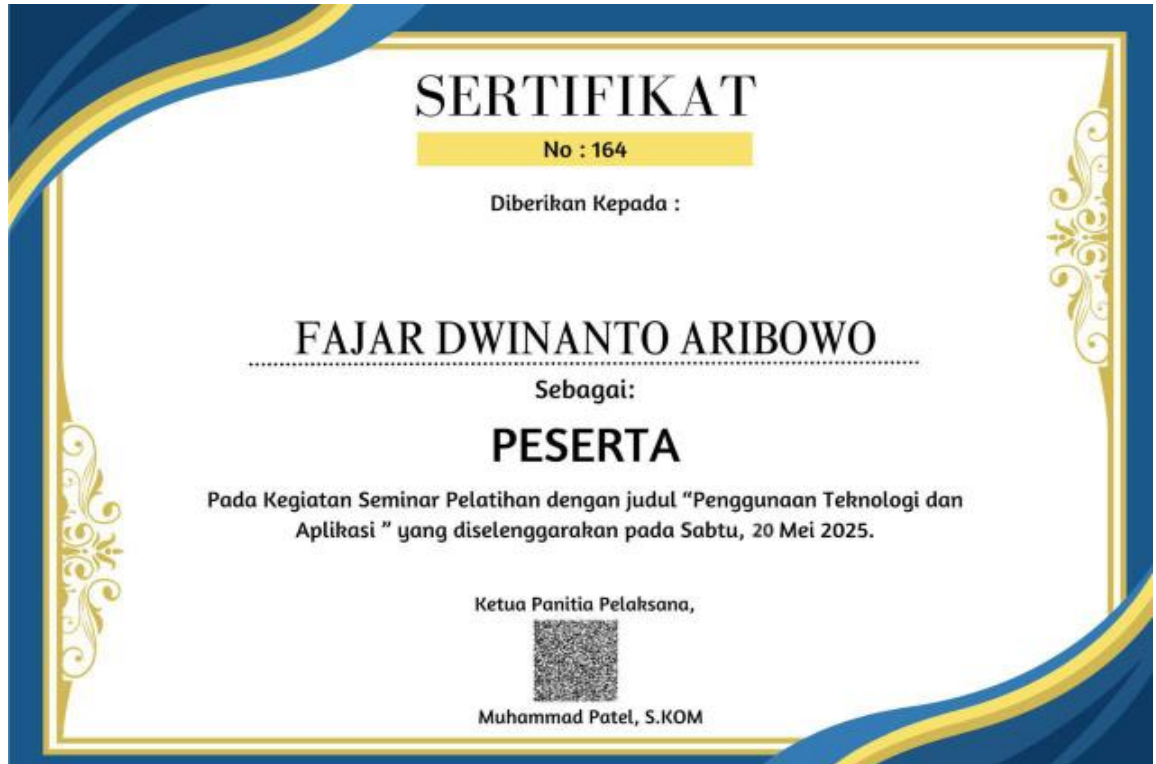 SERTIFIKAT
No : 164
Diberikan Kepada :
FAJAR DWINANTO ARIBOWO
Sebagai:
PESERTA
Pada Kegiatan Seminar Pelatihan dengan judul “Penggunaan Teknologi dan
Aplikasi ” yang diselenggarakan pada Sabtu, 20 Mei 2025.
Ketua Panitia Pelaksana,
Muhammad Patel, S.KOM